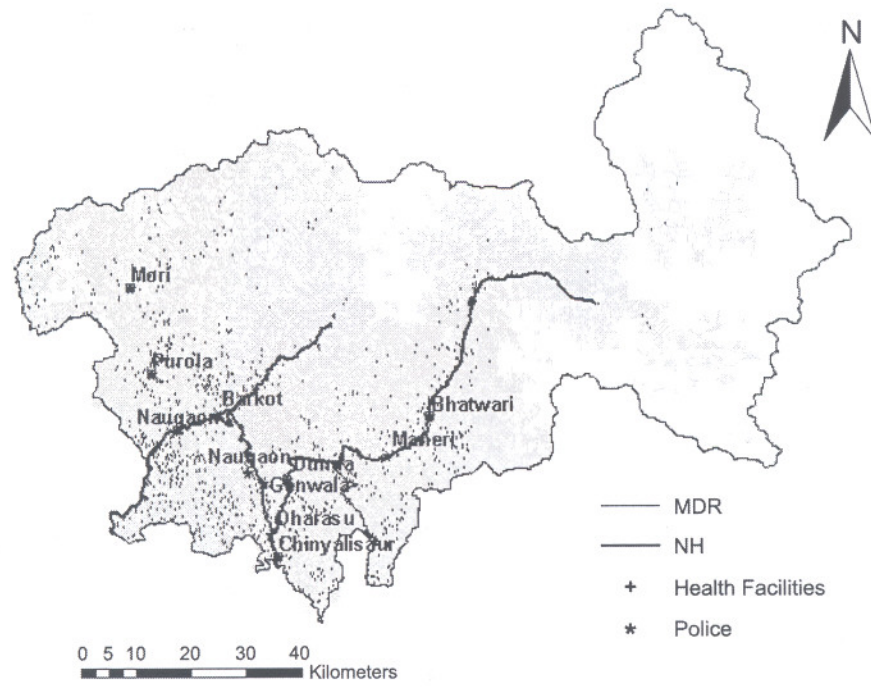 N
Mori
Purola
Barkot
Naugaon
Bhatwari
Maneri
Naugaon
Dunda
Genwala
Dharasu
Chinyalisaur
MDR
NH
Health Facilities
Police
0 5 10 20 30 40
Kilometers